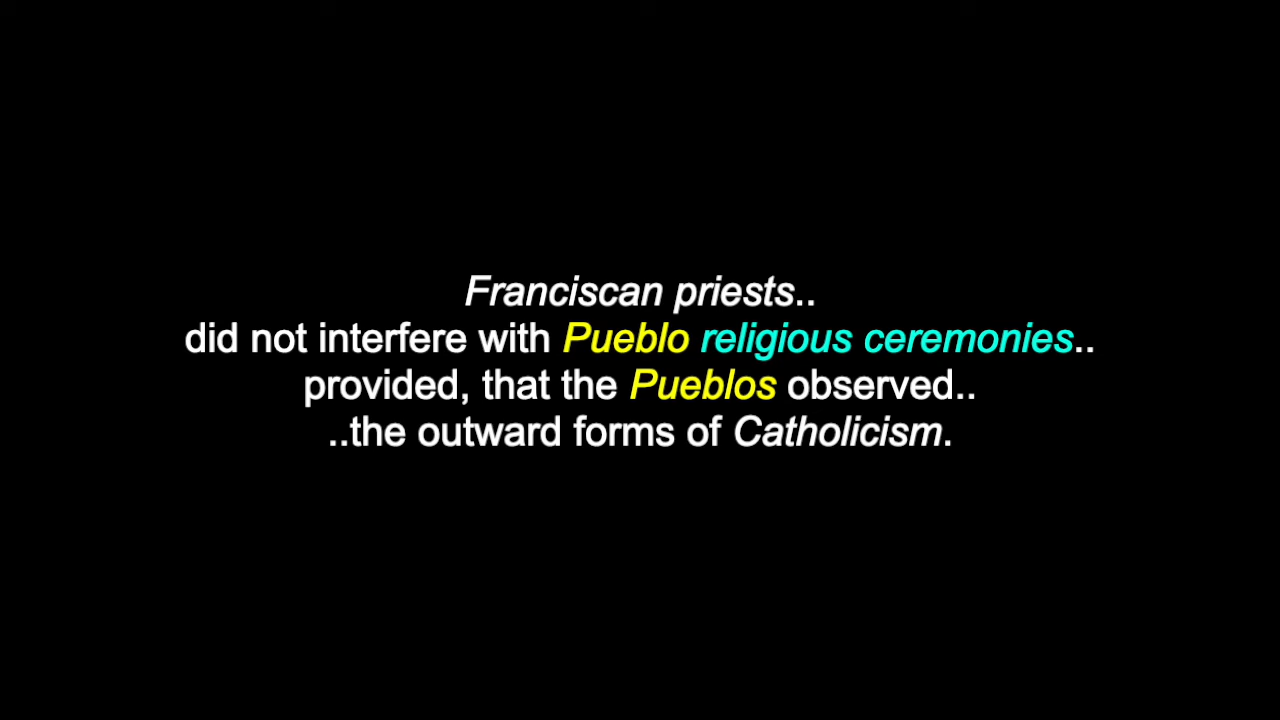 Franciscan priests..
did not interfere with Pueblo religious ceremonies..
provided, that the Pueblos observed..
..the outward forms of Catholicism.